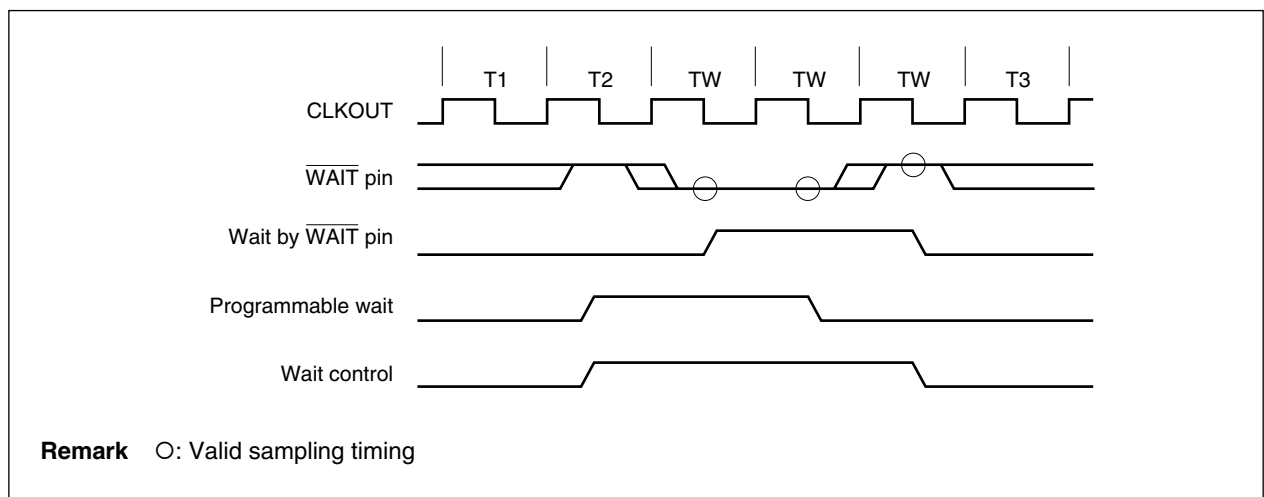 T1 T2 TW TW TW T3
CLKOUT
WAIT pin
Wait by WAIT pin
Programmable wait
Wait control
Remark ○: Valid sampling timing